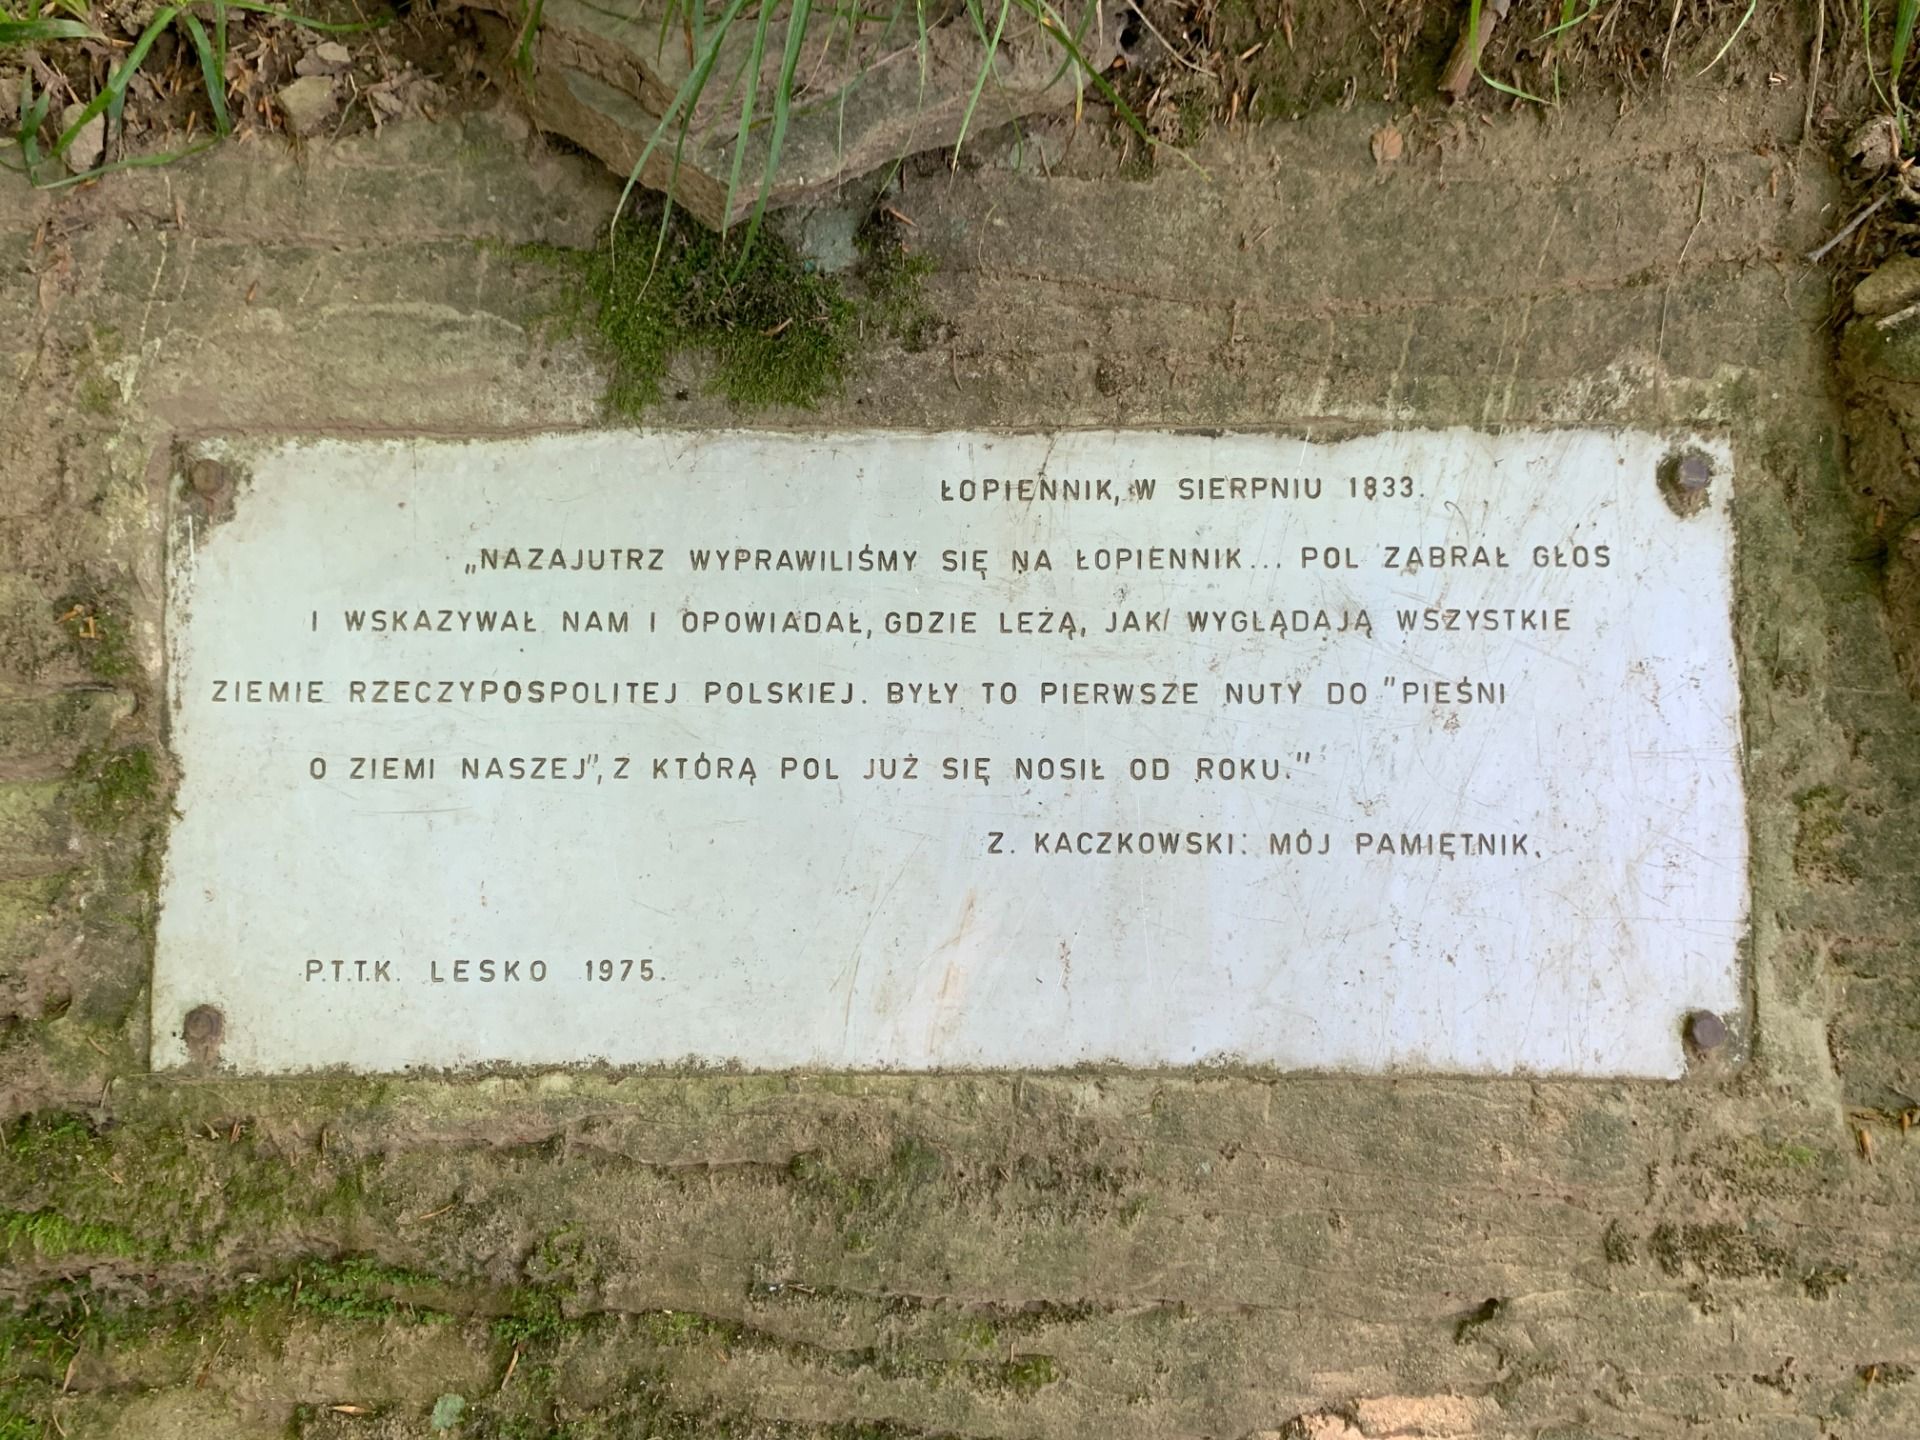 ŁOPIENNIK, W SIERPNIU 1833.
„NAZAJUTRZ WYPRAWILIŚMY SIĘ NA ŁOPIENNIK... POL ZABRAŁ GŁOS
I WSKAZYWAŁ NAM I OPOWIADAŁ, GDZIE LEŻĄ, JAK WYGLĄDAJĄ WSZYSTKIE
ZIEMIE RZECZYPOSPOLITEJ POLSKIEJ. BYŁY TO PIERWSZE NUTY DO "PIEŚNI
O ZIEMI NASZEJ", Z KTÓRĄ POL JUŻ SIĘ NOSIŁ OD ROKU."
Z. KACZKOWSKI: MÓJ PAMIĘTNIK.
P.T.T.K. LESKO 1975.